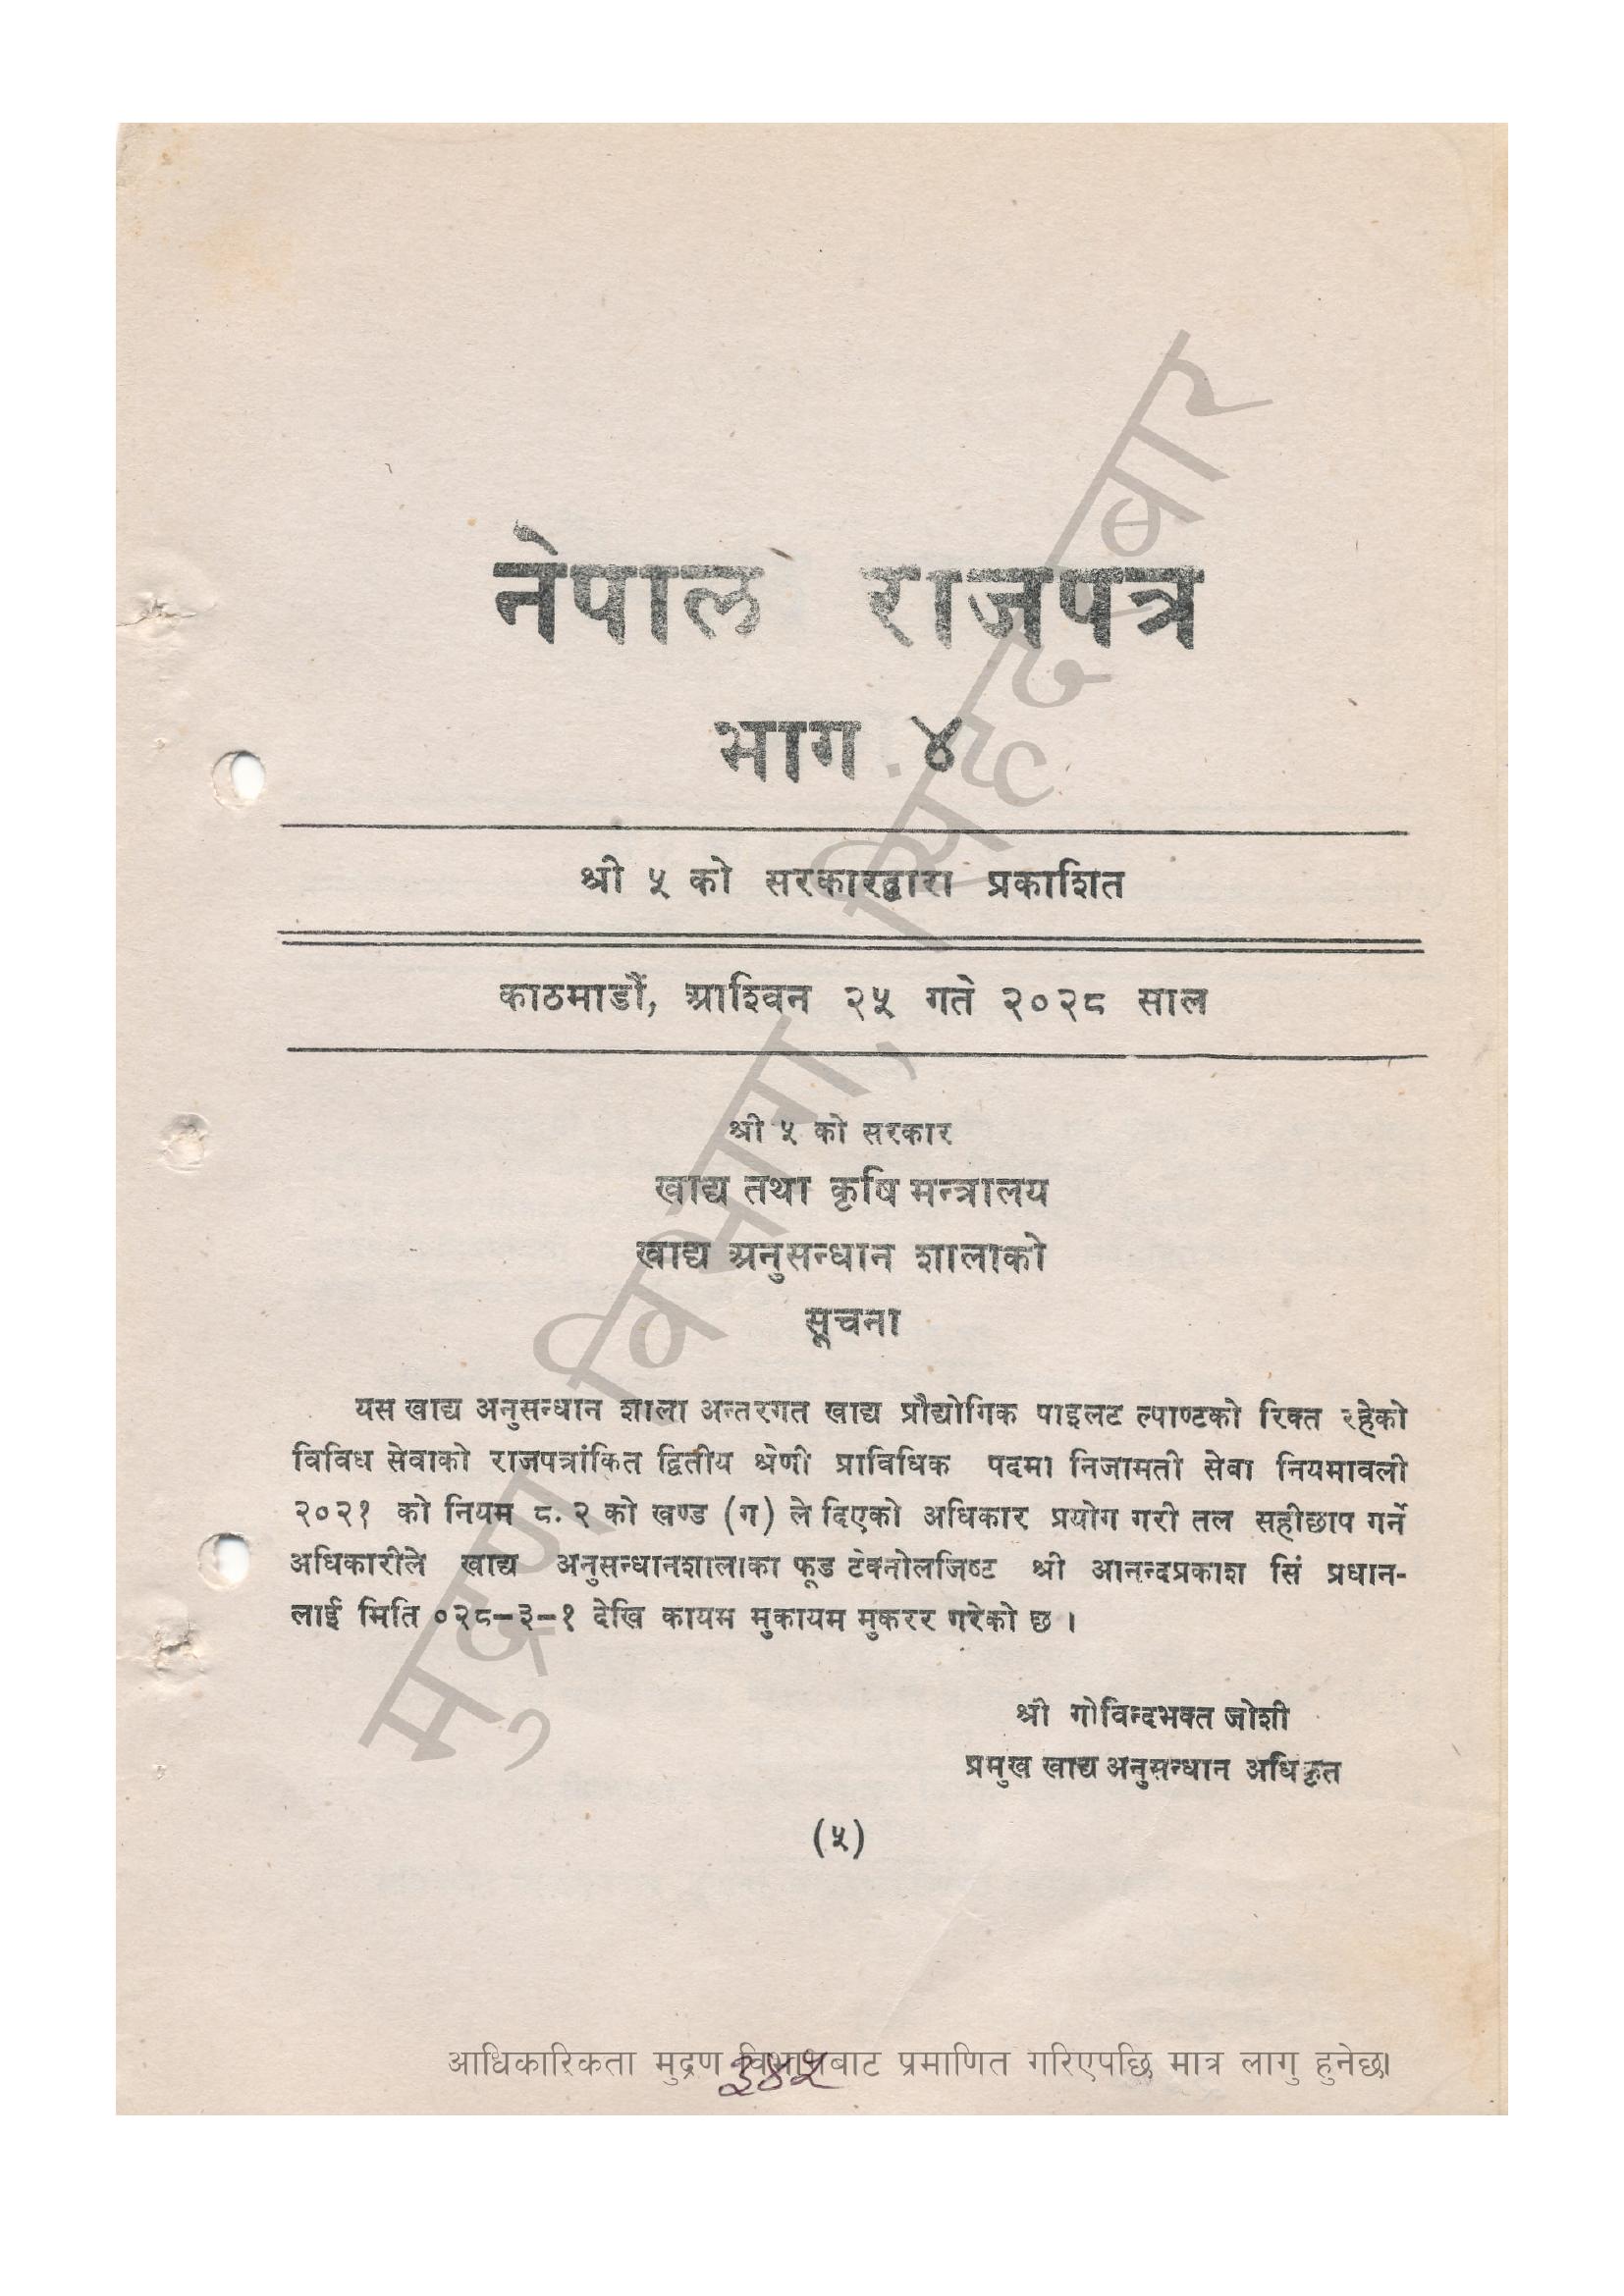 नेपाल राजपत्र
भाग ४
श्री ५ को सरकारद्वारा प्रकाशित
काठमाडौं, आश्विन २५ गते २०२८ साल
श्री ५ को सरकार
खाद्य तथा कृषि मन्त्रालय
खाद्य अनुसन्धान शालाको
सूचना
यस खाद्य अनुसन्धान शाला अन्तरगत खाद्य प्रौद्योगिक पाइलट ल्पाण्टको रिक्त रहेको
विविध सेवाको राजपत्रांकित द्वितीय श्रेणी प्राविधिक पदमा निजामती सेवा नियमावली
२०२१ को नियम ८.२ को खण्ड (ग) ले दिएको अधिकार प्रयोग गरी तल सहीछाप गर्ने
अधिकारीले खाद्य अनुसन्धानशालाका फूड टेक्नोलजिष्ट श्री आनन्दप्रकाश सिं प्रधान-
लाई मिति ०२८-३-१ देखि कायम मुकायम मुकरर गरेको छ ।
श्री गोविन्दभक्त जोशी
प्रमुख खाद्य अनुसन्धान अधिकृत
(५)
मुद्रण विभाग, सिंहदरबार
आधिकारिकता मुद्रण विभागबाट प्रमाणित गरिएपछि मात्र लागु हुनेछ।
३४५